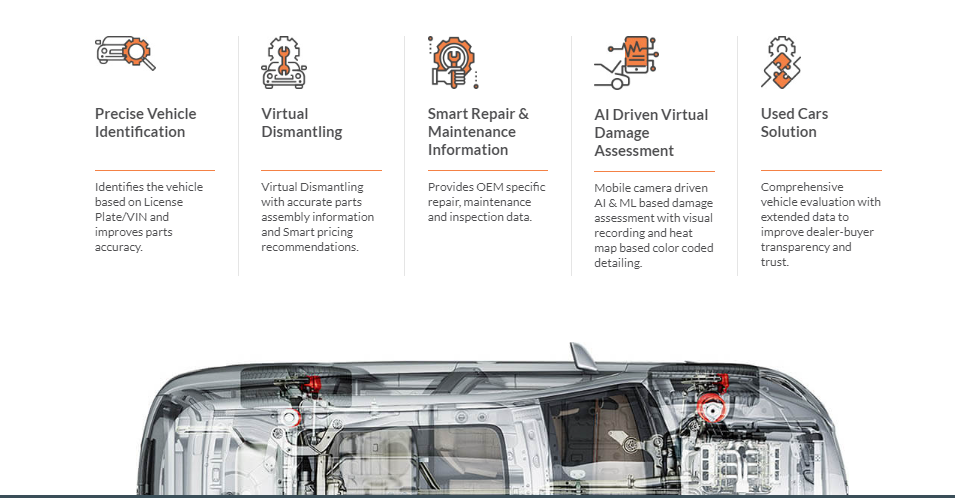 Precise Vehicle
Identification
Identifies the vehicle
based on License
Plate/VIN and
improves parts
accuracy.
Virtual
Dismantling
Virtual Dismantling
with accurate parts
assembly information
and Smart pricing
recommendations.
Smart Repair &
Maintenance
Information
Provides OEM specific
repair, maintenance
and inspection data.
AI Driven Virtual
Damage
Assessment
Mobile camera driven
AI & ML based damage
assessment with visual
recording and heat
map based color coded
detailing.
Used Cars
Solution
Comprehensive
vehicle evaluation with
extended data to
improve dealer-buyer
transparency and
trust.